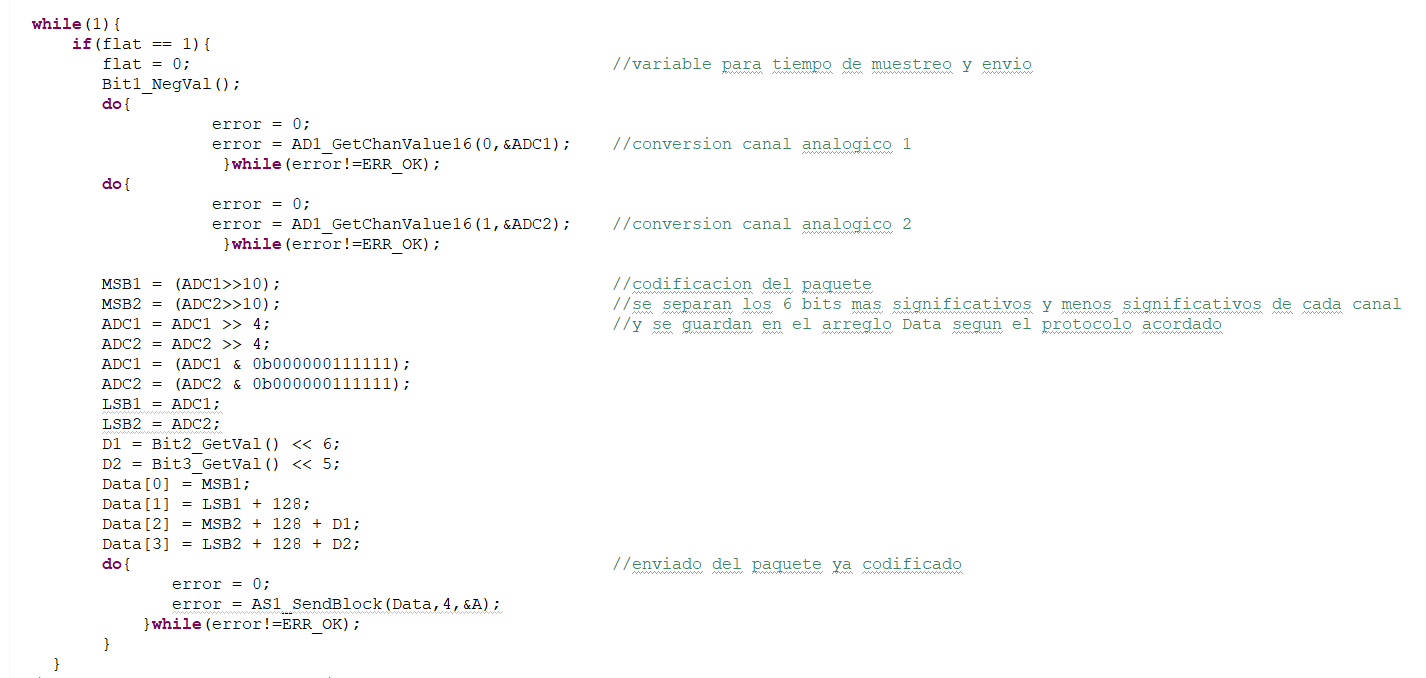 while(1){
if(flat == 1){
flat = 0; //variable para tiempo de muestreo y envio
Bit1_NegVal();
do{
error = 0;
error = AD1_GetChanValue16(0,&ADC1); //conversion canal analogico 1
}while(error!=ERR_OK);
do{
error = 0;
error = AD1_GetChanValue16(1,&ADC2); //conversion canal analogico 2
}while(error!=ERR_OK);
MSB1 = (ADC1>>10); //codificacion del paquete
MSB2 = (ADC2>>10); //se separan los 6 bits mas significativos y menos significativos de cada canal
ADC1 = ADC1 >> 4; //y se guardan en el arreglo Data segun el protocolo acordado
ADC2 = ADC2 >> 4;
ADC1 = (ADC1 & 0b000000111111);
ADC2 = (ADC2 & 0b000000111111);
LSB1 = ADC1;
LSB2 = ADC2;
D1 = Bit2_GetVal() << 6;
D2 = Bit3_GetVal() << 5;
Data[0] = MSB1;
Data[1] = LSB1 + 128;
Data[2] = MSB2 + 128 + D1;
Data[3] = LSB2 + 128 + D2;
do{ //enviado del paquete ya codificado
error = 0;
error = AS1_SendBlock(Data,4,&A);
}while(error!=ERR_OK);
}
}